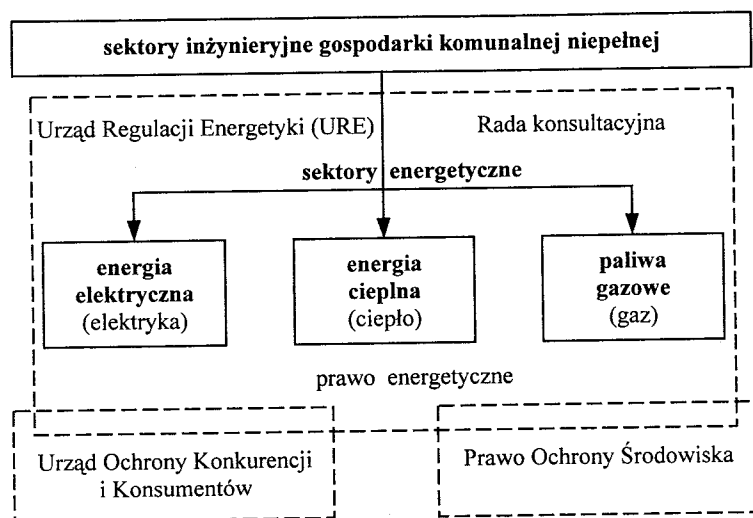 sektory inżynieryjne gospodarki komunalnej niepełnej
Urząd Regulacji Energetyki (URE)
Rada konsultacyjna
sektory energetyczne
energia
elektryczna
(elektryka)
energia
cieplna
(ciepło)
paliwa
gazowe
(gaz)
prawo energetyczne
Urząd Ochrony Konkurencji
i Konsumentów
Prawo Ochrony Środowiska